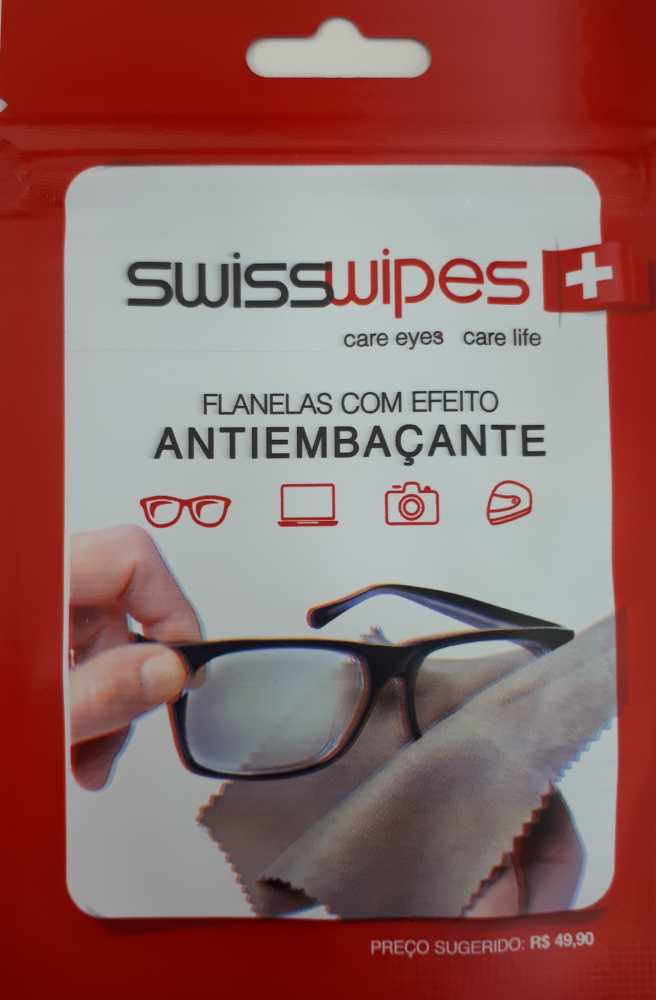 swisswipes
care eyes care life
FLANELAS COM EFEITO
ANTIEMBAÇANTE
PREÇO SUGERIDO: R$ 49,90